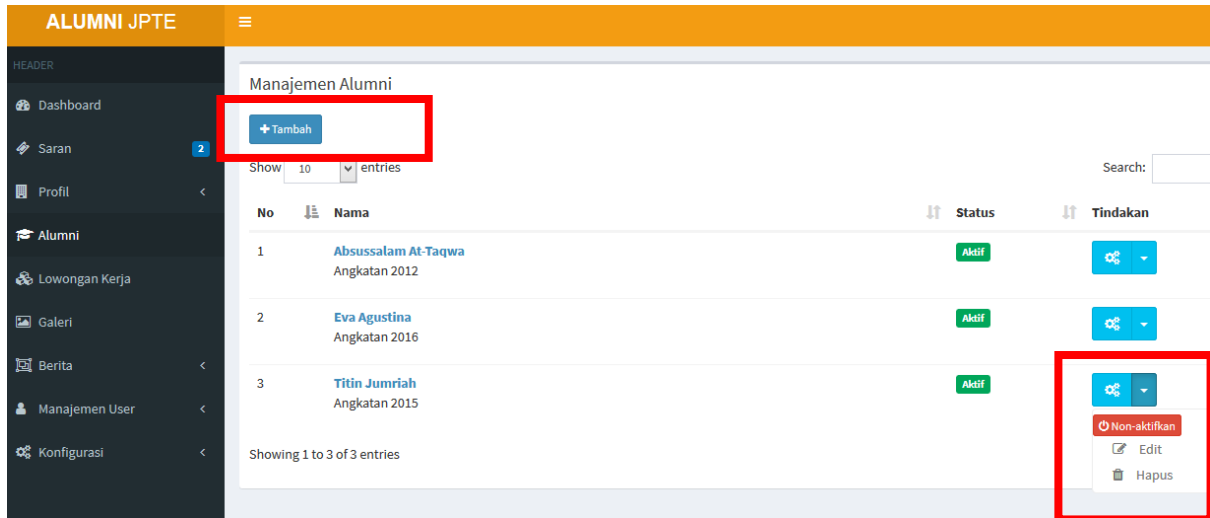 ALUMNI JPTE
HEADER
Dashboard
Saran 2
Profil
Alumni
Lowongan Kerja
Galeri
Berita
Manajemen User
Konfigurasi
Manajemen Alumni
Tambah
Show 10 entries
Search:
No Nama Status Tindakan
1 Absussalam At-Taqwa Aktif
Angkatan 2012
2 Eva Agustina Aktif
Angkatan 2016
3 Titin Jumriah Aktif
Angkatan 2015
Non-aktifkan
Edit
Hapus
Showing 1 to 3 of 3 entries